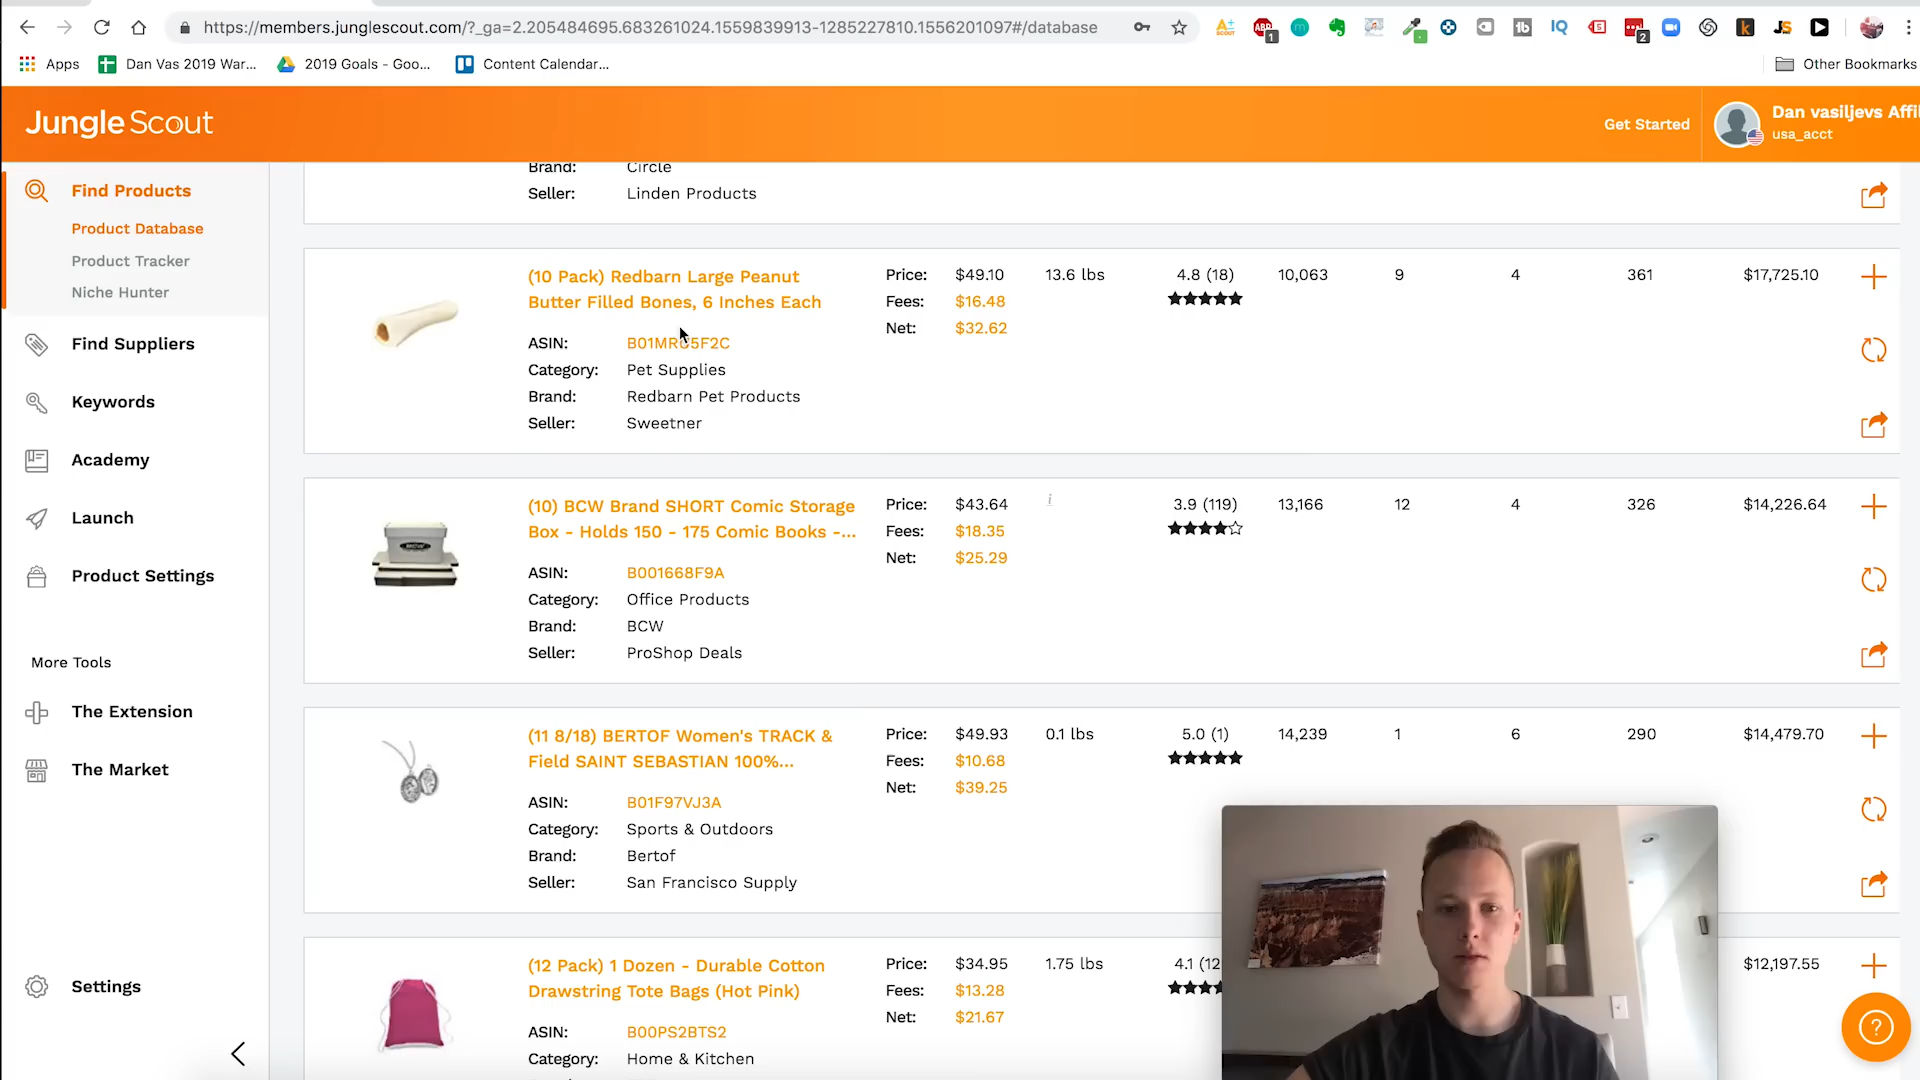 https://members.junglescout.com/?_ga=2.205484695.683261024.1559839913-1285227810.1556201097#/database
Apps
Dan Vas 2019 War...
2019 Goals - Goo...
Content Calendar...
Other Bookmarks
Jungle Scout
Get Started
Dan vasiljevs Affil
usa_acct
Find Products
Product Database
Product Tracker
Niche Hunter
Find Suppliers
Keywords
Academy
Launch
Product Settings
More Tools
The Extension
The Market
Settings
Brand: Circle
Seller: Linden Products
(10 Pack) Redbarn Large Peanut
Butter Filled Bones, 6 Inches Each
ASIN:
Category: Pet Supplies
Brand: Redbarn Pet Products
Seller: Sweetner
Price: $49.10 13.6 lbs 4.8 (18) 10,063 9 4 361 $17,725.10
Fees: $16.48
Net: $32.62
(10) BCW Brand SHORT Comic Storage
Box - Holds 150 - 175 Comic Books -...
ASIN: B001668F9A
Category: Office Products
Brand: BCW
Seller: ProShop Deals
Price: $43.64 i 3.9 (119) 13,166 12 4 326 $14,226.64
Fees: $18.35
Net: $25.29
(11 8/18) BERTOF Women's TRACK &
Field SAINT SEBASTIAN 100%...
ASIN: B01F97VJ3A
Category: Sports & Outdoors
Brand: Bertof
Seller: San Francisco Supply
Price: $49.93 0.1 lbs 5.0 (1) 14,239 1 6 290 $14,479.70
Fees: $10.68
Net: $39.25
(12 Pack) 1 Dozen - Durable Cotton
Drawstring Tote Bags (Hot Pink)
ASIN: B00PS2BTS2
Category: Home & Kitchen
Price: $34.95 1.75 lbs 4.1 (12 $12,197.55
Fees: $13.28
Net: $21.67